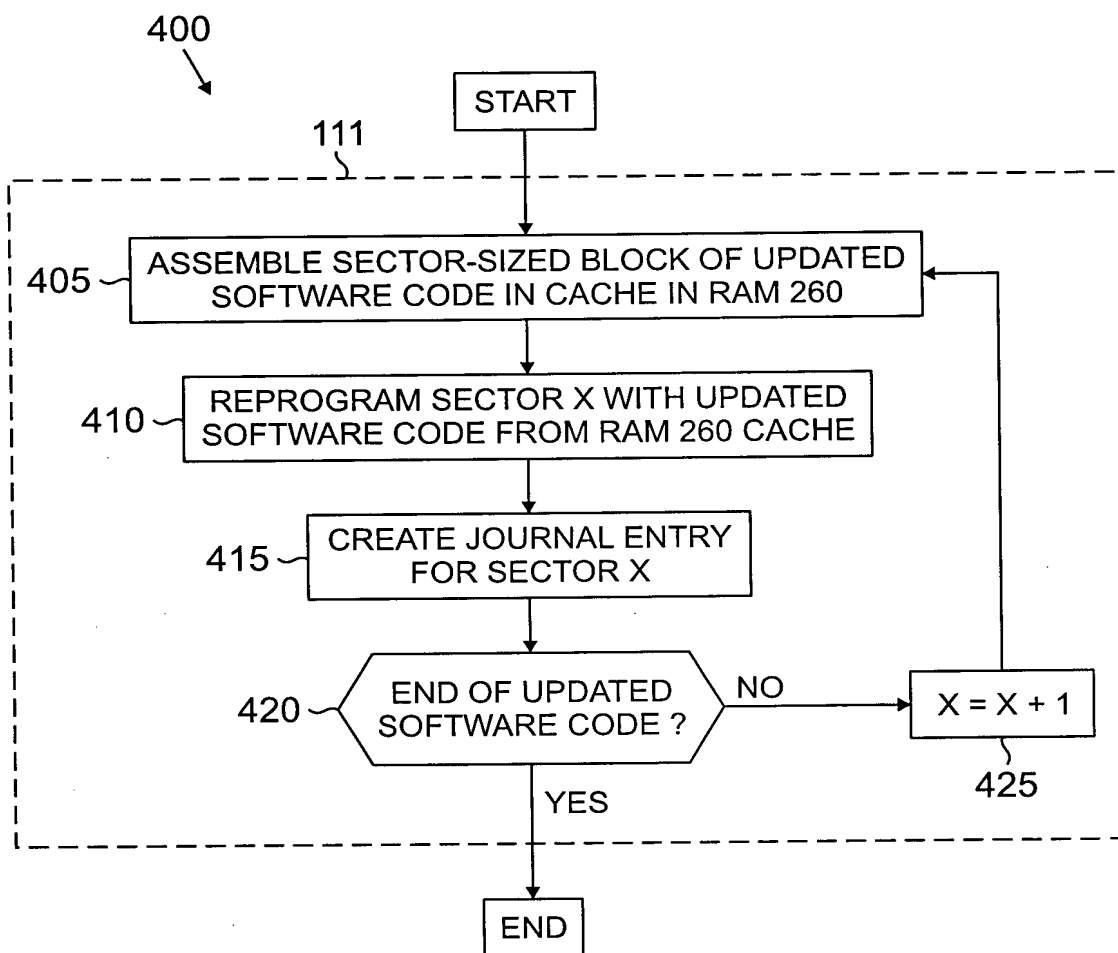 400
START
111
405
ASSEMBLE SECTOR-SIZED BLOCK OF UPDATED
SOFTWARE CODE IN CACHE IN RAM 260
410
REPROGRAM SECTOR X WITH UPDATED
SOFTWARE CODE FROM RAM 260 CACHE
415
CREATE JOURNAL ENTRY
FOR SECTOR X
420
END OF UPDATED
SOFTWARE CODE ?
NO
X = X + 1
425
YES
END